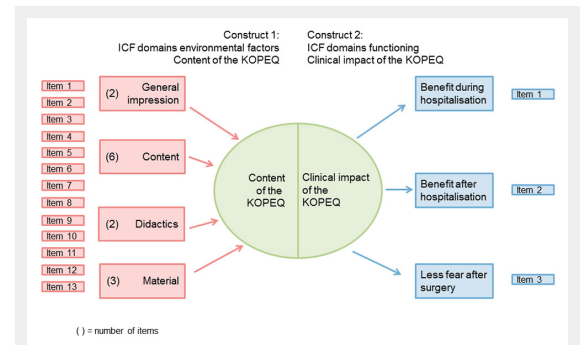 Construct 1:
ICF domains environmental factors
Content of the KOPEQ
Construct 2:
ICF domains functioning
Clinical impact of the KOPEQ
Item 1
Item 2
Item 3
Item 4
Item 5
Item 6
Item 7
Item 8
Item 9
Item 10
Item 11
Item 12
Item 13
(2) General
impression
(6) Content
(2) Didactics
(3) Material
Content
of the
KOPEQ
Clinical impact
of the
KOPEQ
Benefit during
hospitalisation
Item 1
Benefit after
hospitalisation
Item 2
Less fear after
surgery
Item 3
( ) = number of items